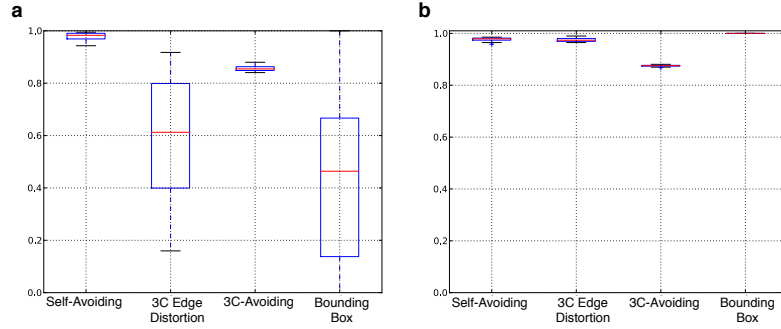 a
1.0
0.8
0.6
0.4
0.2
0.0
Self-Avoiding
3C Edge
Distortion
3C-Avoiding
Bounding
Box
b
1.0
0.8
0.6
0.4
0.2
0.0
Self-Avoiding
3C Edge
Distortion
3C-Avoiding
Bounding
Box